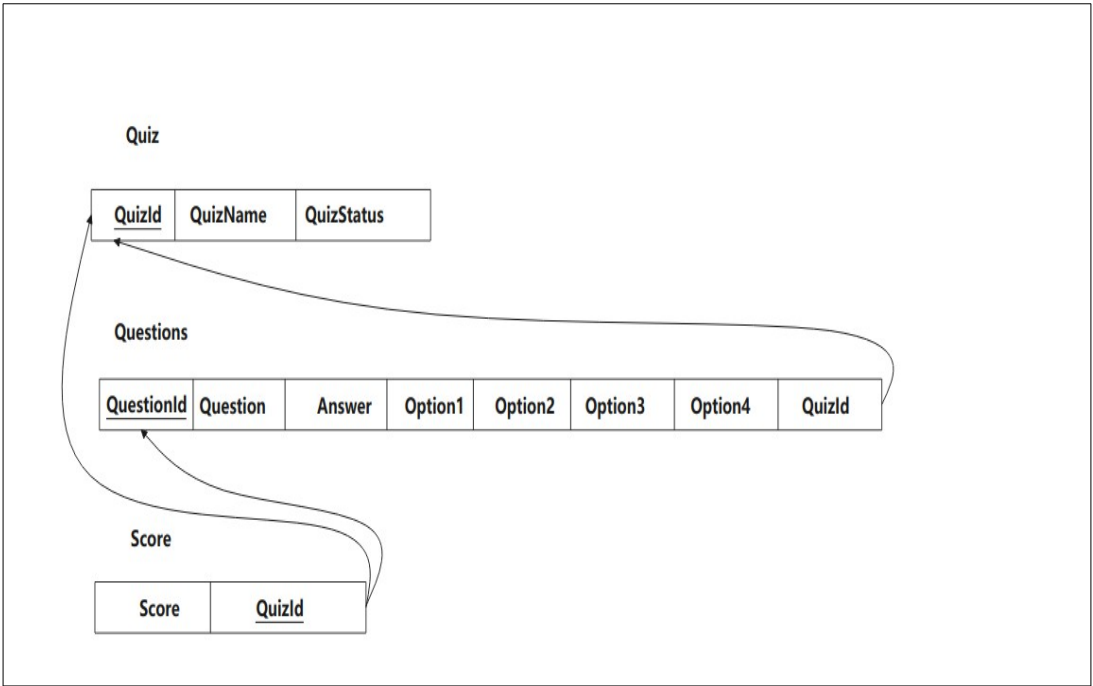 Quiz
QuizId QuizName QuizStatus
Questions
QuestionId Question Answer Option1 Option2 Option3 Option4 QuizId
Score
Score QuizId